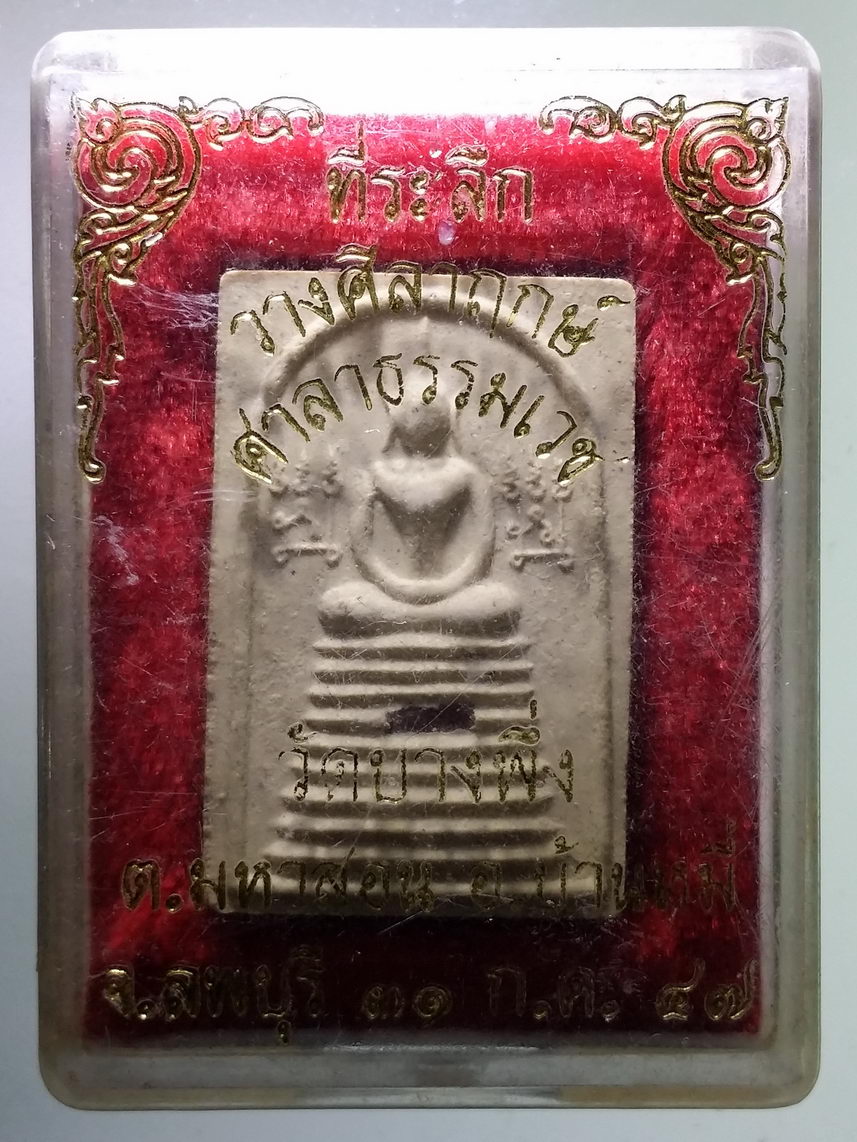 ที่ระลึก
วางศิลาฤกษ์
ศาลาธรรมเวช
วัดบางพึ่ง
ต.มหาสอน อ.บ้านหมี่
จ.ลพบุรี ๓๑ ก.ค. ๔๗